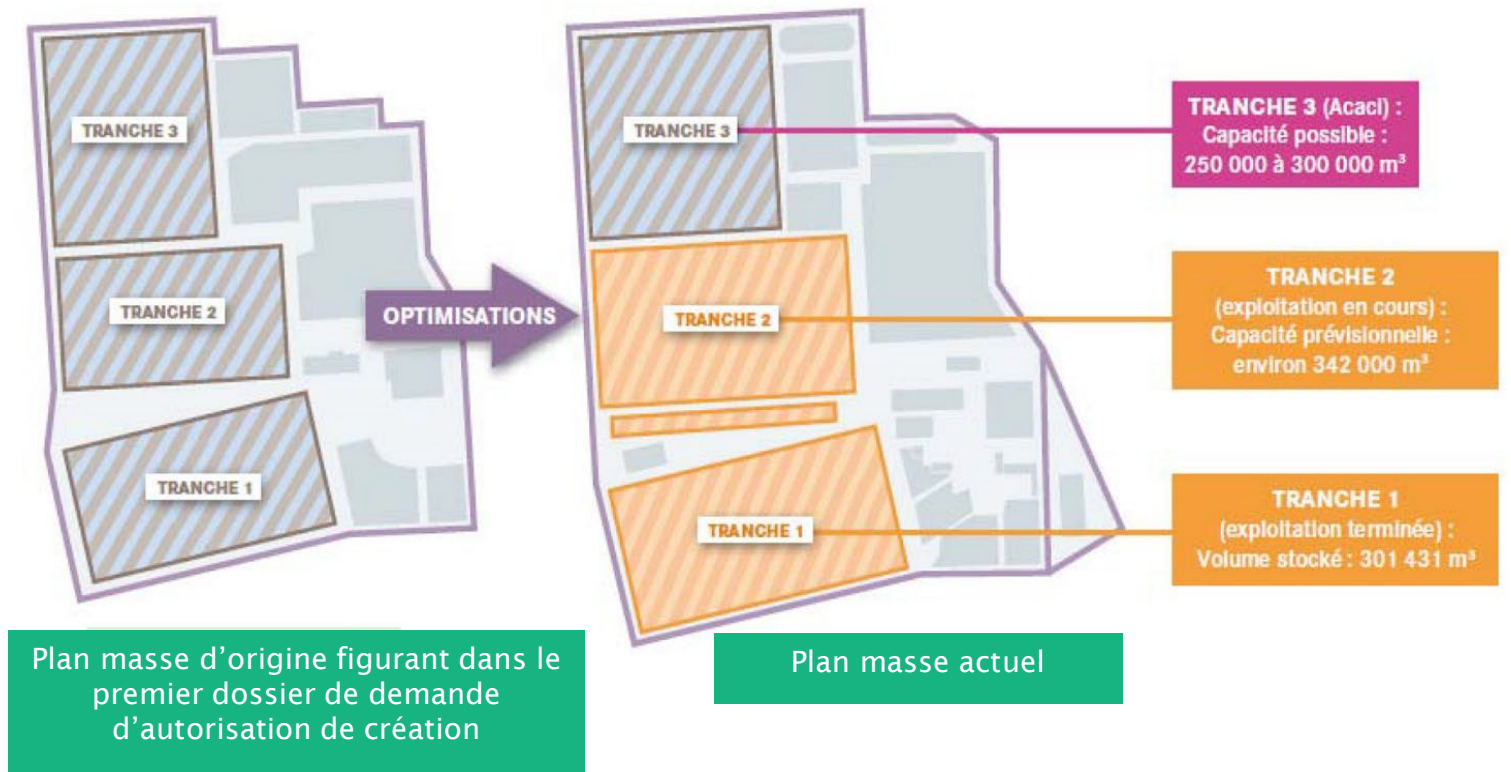 TRANCHE 3
TRANCHE 2
TRANCHE 1
OPTIMISATIONS
TRANCHE 3
TRANCHE 2
TRANCHE 1
TRANCHE 3 (Acaci) :
Capacité possible :
250 000 à 300 000 m³
TRANCHE 2
(exploitation en cours) :
Capacité prévisionnelle :
environ 342 000 m³
TRANCHE 1
(exploitation terminée) :
Volume stocké : 301 431 m³
Plan masse d'origine figurant dans le
premier dossier de demande
d'autorisation de création
Plan masse actuel